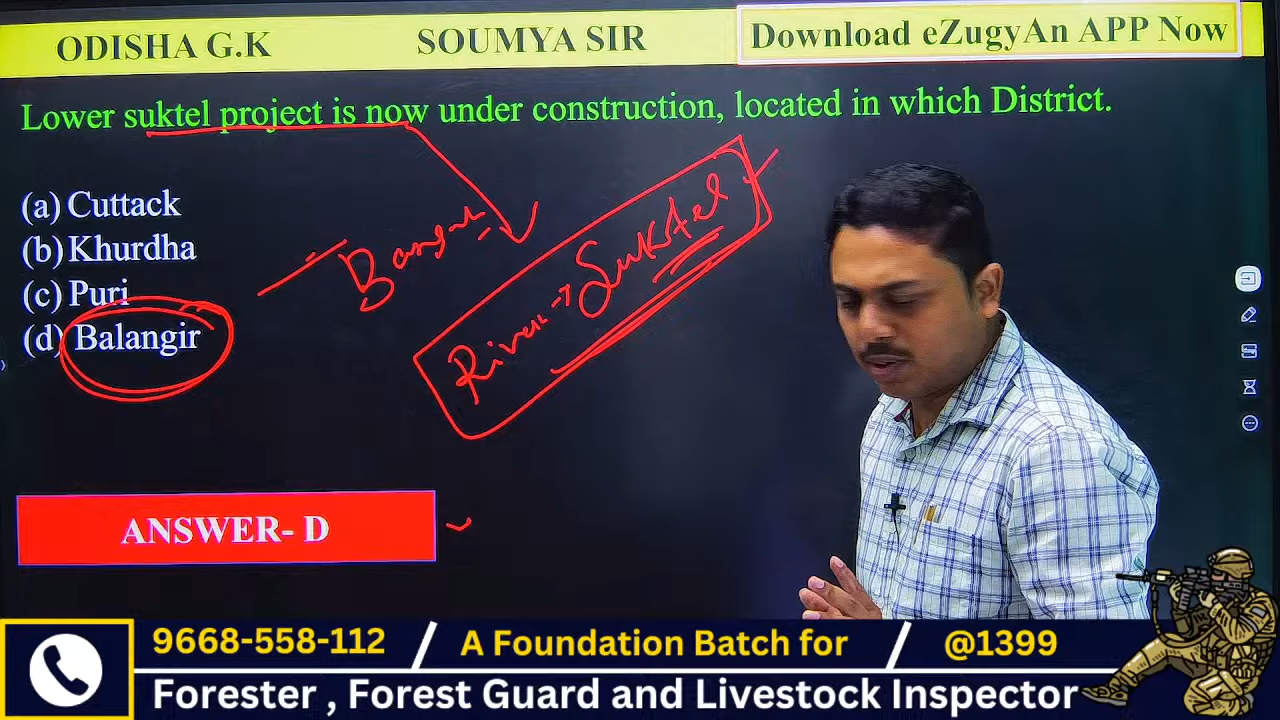 ODISHA G.K SOUMYA SIR Download eZugyAn APP Now
Lower suktel project is now under construction, located in which District.
(a) Cuttack
(b) Khurdha
(c) Puri
(d) Balangir
River → Suktel
ANSWER- D
9668-558-112 / A Foundation Batch for / @1399
Forester , Forest Guard and Livestock Inspector